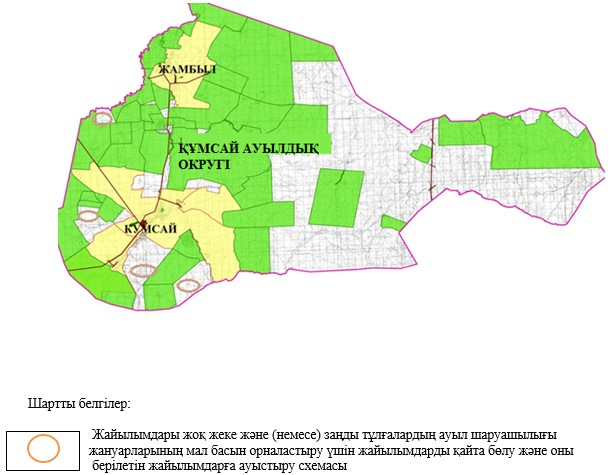 ЖАМБЫЛ
ҚҰМСАЙ АУЫЛДЫҚ
ОКРУГІ
КУМСАЙ
Шартты белгілер:
Жайылымдары жоқ жеке және (немесе) заңды тұлғалардың ауыл шаруашылығы
жануарларының мал басын орналастыру үшін жайылымдарды қайта бөлу және оны
берілетін жайылымдарға ауыстыру схемасы